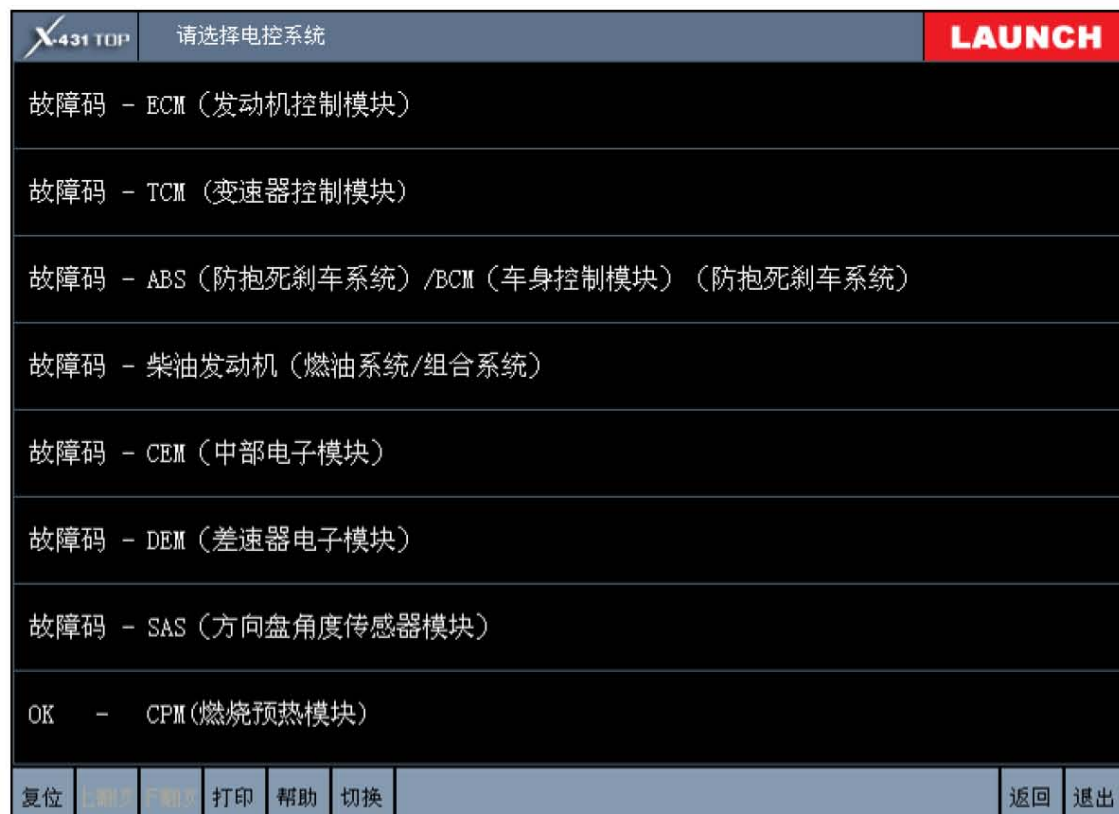 X-431 TOP 请选择电控系统 LAUNCH
故障码 - ECM (发动机控制模块)
故障码 - TCM (变速器控制模块)
故障码 - ABS (防抱死刹车系统) /BCM (车身控制模块) (防抱死刹车系统)
故障码 - 柴油发动机 (燃油系统/组合系统)
故障码 - CEM (中部电子模块)
故障码 - DEM (差速器电子模块)
故障码 - SAS (方向盘角度传感器模块)
OK - CPM(燃烧预热模块)
复位 上翻页 下翻页 打印 帮助 切换 返回 退出